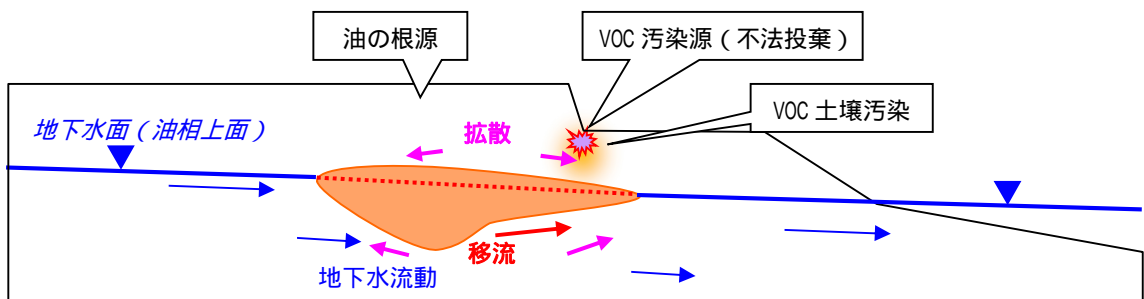 油の根源
VOC 汚染源（不法投棄）
VOC 土壌汚染
地下水面（油相上面）
拡散
移流
地下水流動